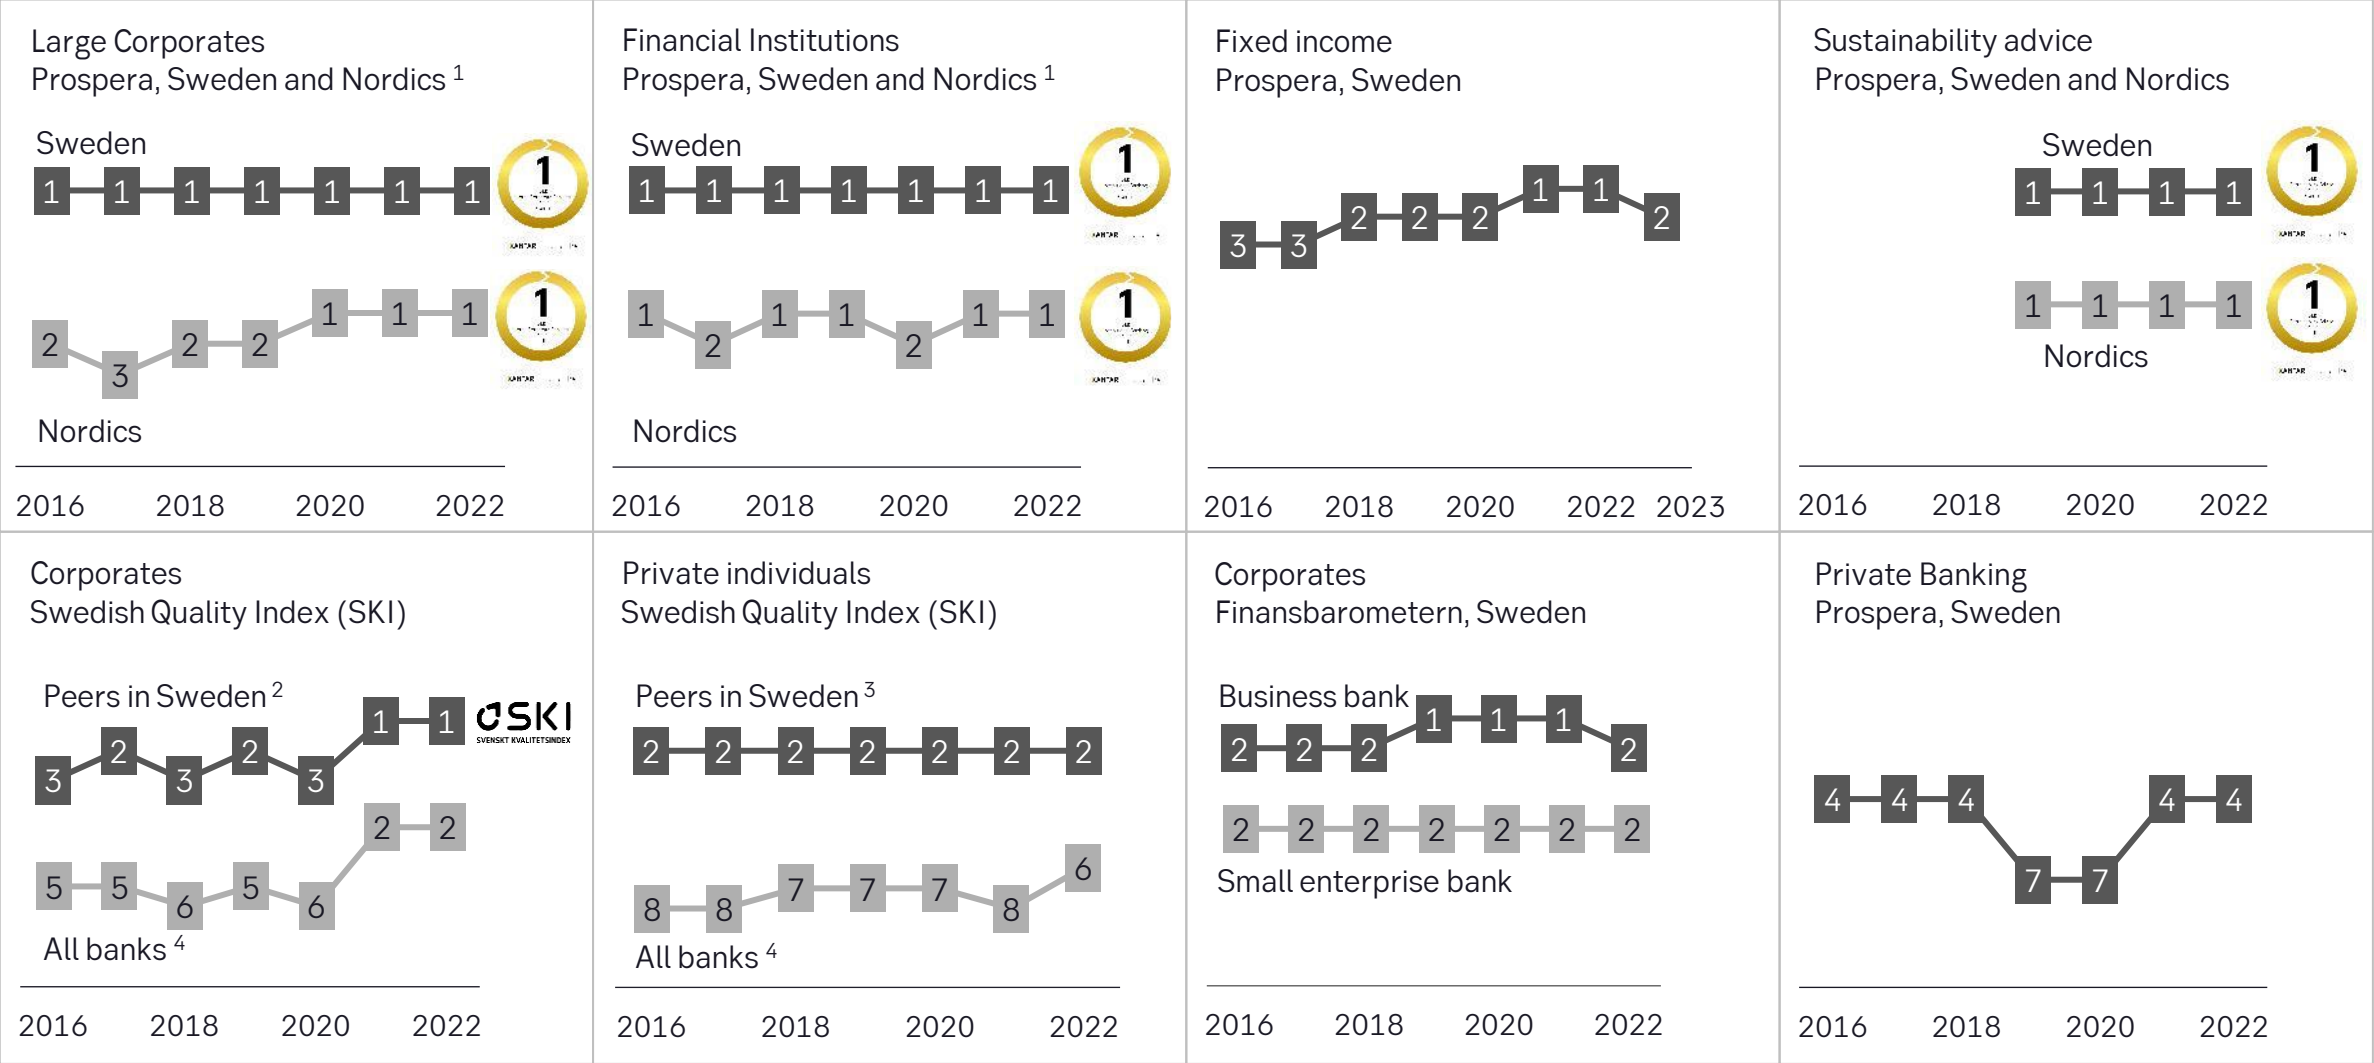 Large Corporates
Prospera, Sweden and Nordics 1
Sweden
1 1 1 1 1 1 1
1
KANTAR
2 3 2 2 1 1 1
1
KANTAR
Nordics
2016 2018 2020 2022
Financial Institutions
Prospera, Sweden and Nordics 1
Sweden
1 1 1 1 1 1 1
1
KANTAR
1 2 1 1 2 1 1
1
KANTAR
Nordics
2016 2018 2020 2022
Fixed income
Prospera, Sweden
3 3 2 2 2 1 1 2
2016 2018 2020 2022 2023
Sustainability advice
Prospera, Sweden and Nordics
Sweden
1 1 1 1
1
KANTAR
1 1 1 1
1
KANTAR
Nordics
2016 2018 2020 2022
Corporates
Swedish Quality Index (SKI)
Peers in Sweden 2
3 2 3 2 3 1 1
SKI
SVENSKT KVALITETSINDEX
5 5 6 5 6 2 2
All banks 4
2016 2018 2020 2022
Private individuals
Swedish Quality Index (SKI)
Peers in Sweden 3
2 2 2 2 2 2 2
8 8 7 7 7 8 6
All banks 4
2016 2018 2020 2022
Corporates
Finansbarometern, Sweden
Business bank
2 2 2 1 1 1 2
2 2 2 2 2 2 2
Small enterprise bank
2016 2018 2020 2022
Private Banking
Prospera, Sweden
4 4 4 7 7 4 4
2016 2018 2020 2022